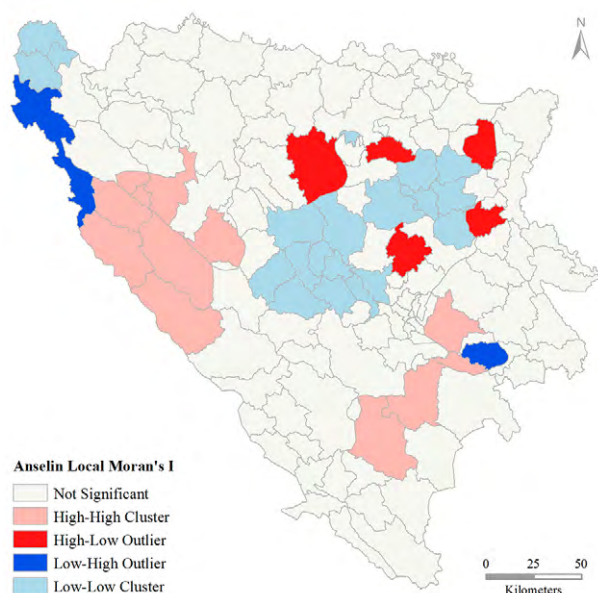 N
Anselin Local Moran's I
Not Significant
High-High Cluster
High-Low Outlier
Low-High Outlier
Low-Low Cluster
0 25 50
Kilometers